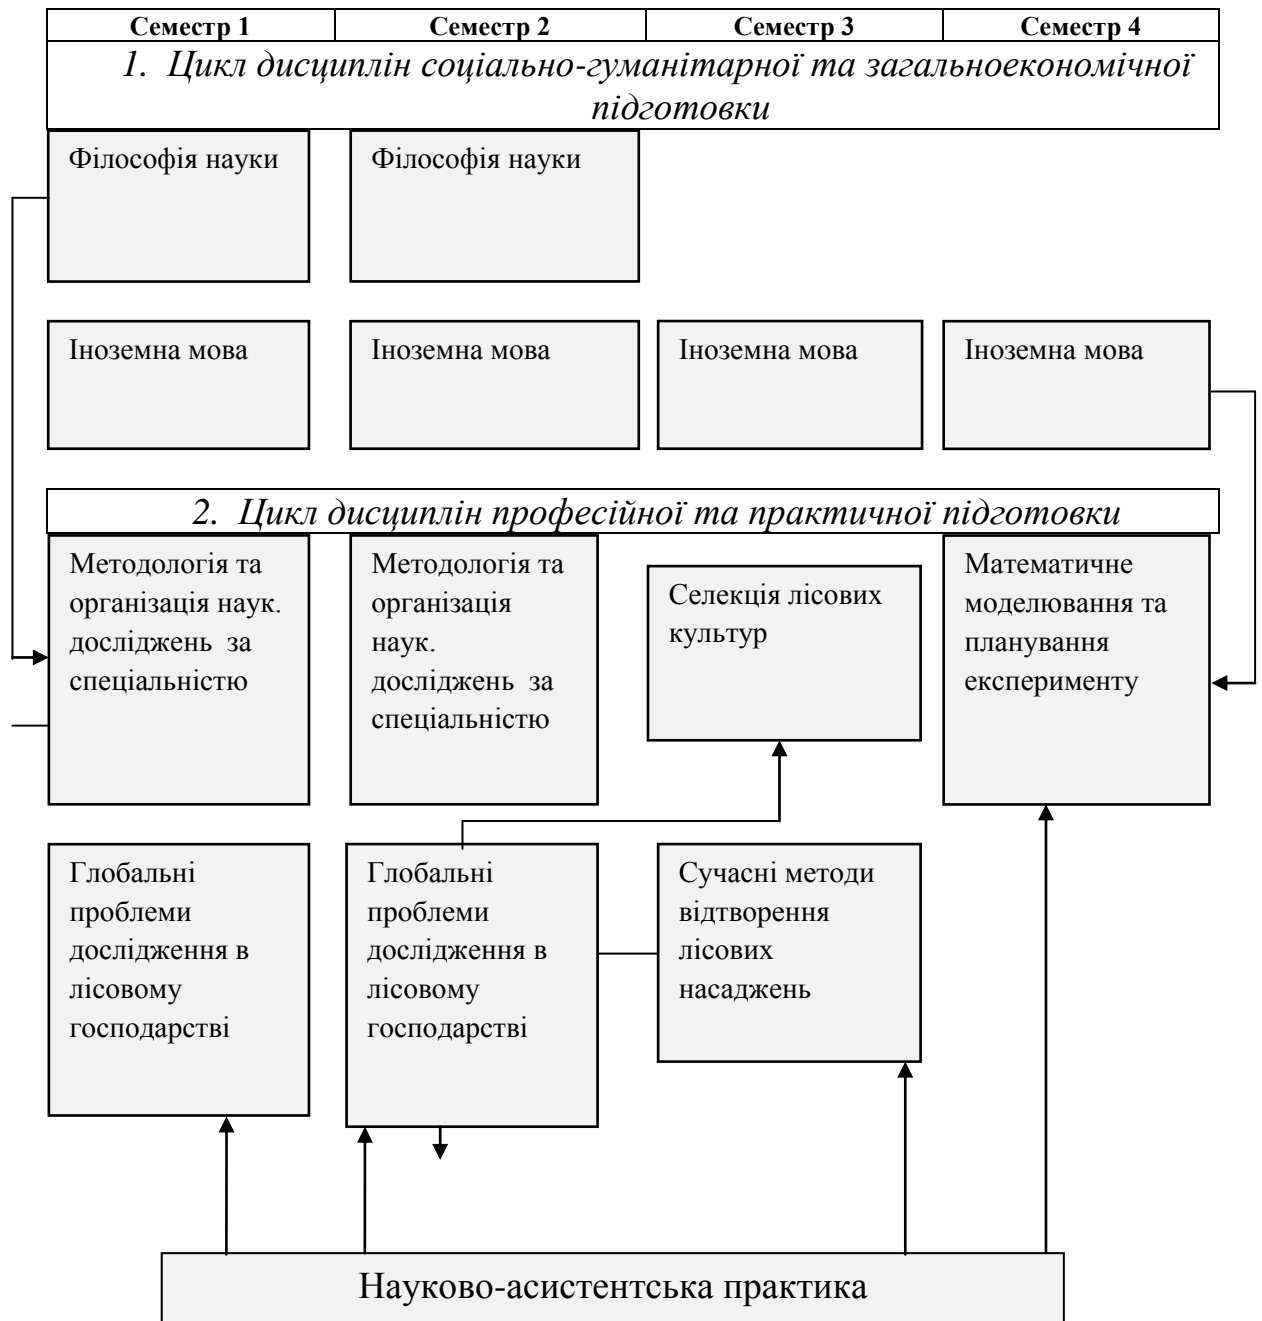 Семестр 1 Семестр 2 Семестр 3 Семестр 4
1. Цикл дисциплін соціально-гуманітарної та загальноекономічної
підготовки
Філософія науки
Філософія науки
Іноземна мова
Іноземна мова
Іноземна мова
Іноземна мова
2. Цикл дисциплін професійної та практичної підготовки
Методологія та
організація наук.
досліджень за
спеціальністю
Методологія та
організація
наук.
досліджень за
спеціальністю
Селекція лісових
культур
Математичне
моделювання та
планування
експерименту
Глобальні
проблеми
дослідження в
лісовому
господарстві
Глобальні
проблеми
дослідження в
лісовому
господарстві
Сучасні методи
відтворення
лісових
насаджень
Науково-асистентська практика